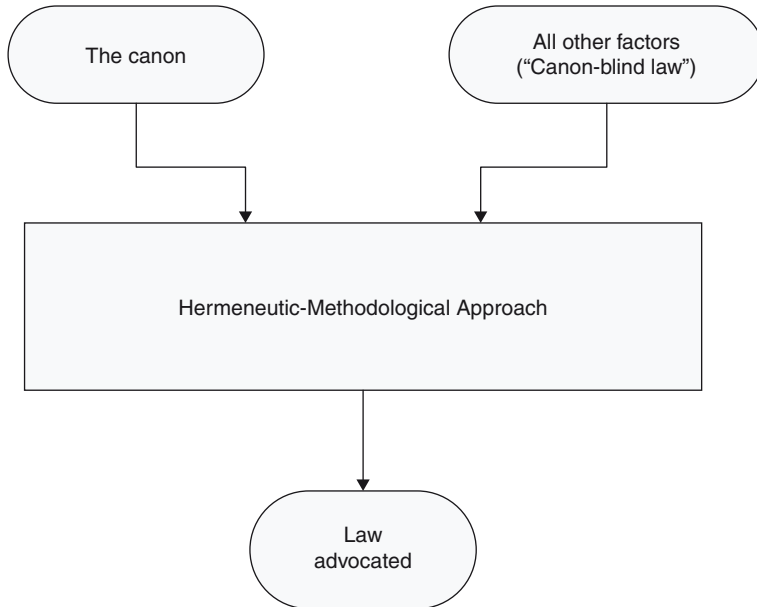 The canon
All other factors
(“Canon-blind law”)
Hermeneutic-Methodological Approach
Law
advocated